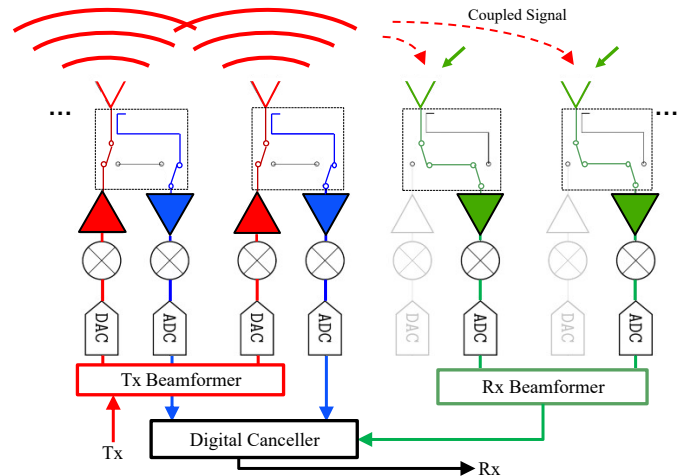 Coupled Signal
...
...
DAC
ADC
DAC
ADC
DAC
ADC
DAC
ADC
Tx Beamformer
Rx Beamformer
Digital Canceller
Tx
Rx